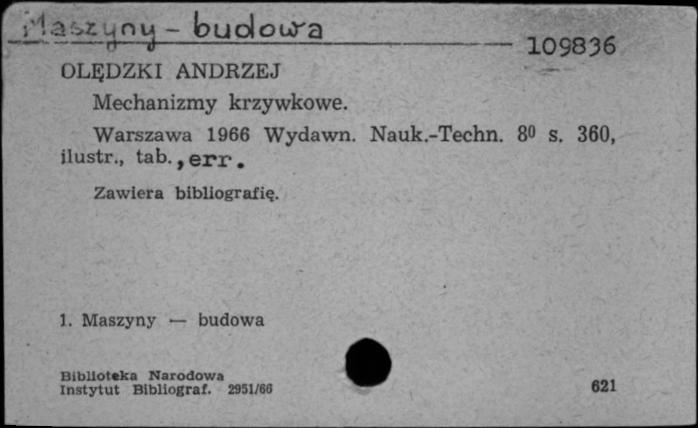 Maszyny - budowa
109836
OLĘDZKI ANDRZEJ
Mechanizmy krzywkowe.
Warszawa 1966 Wydawn. Nauk.-Techn. 8⁰ s. 360,
ilustr., tab., err.
Zawiera bibliografię.
1. Maszyny — budowa
Biblioteka Narodowa
Instytut Bibliograf. 2951/66
621